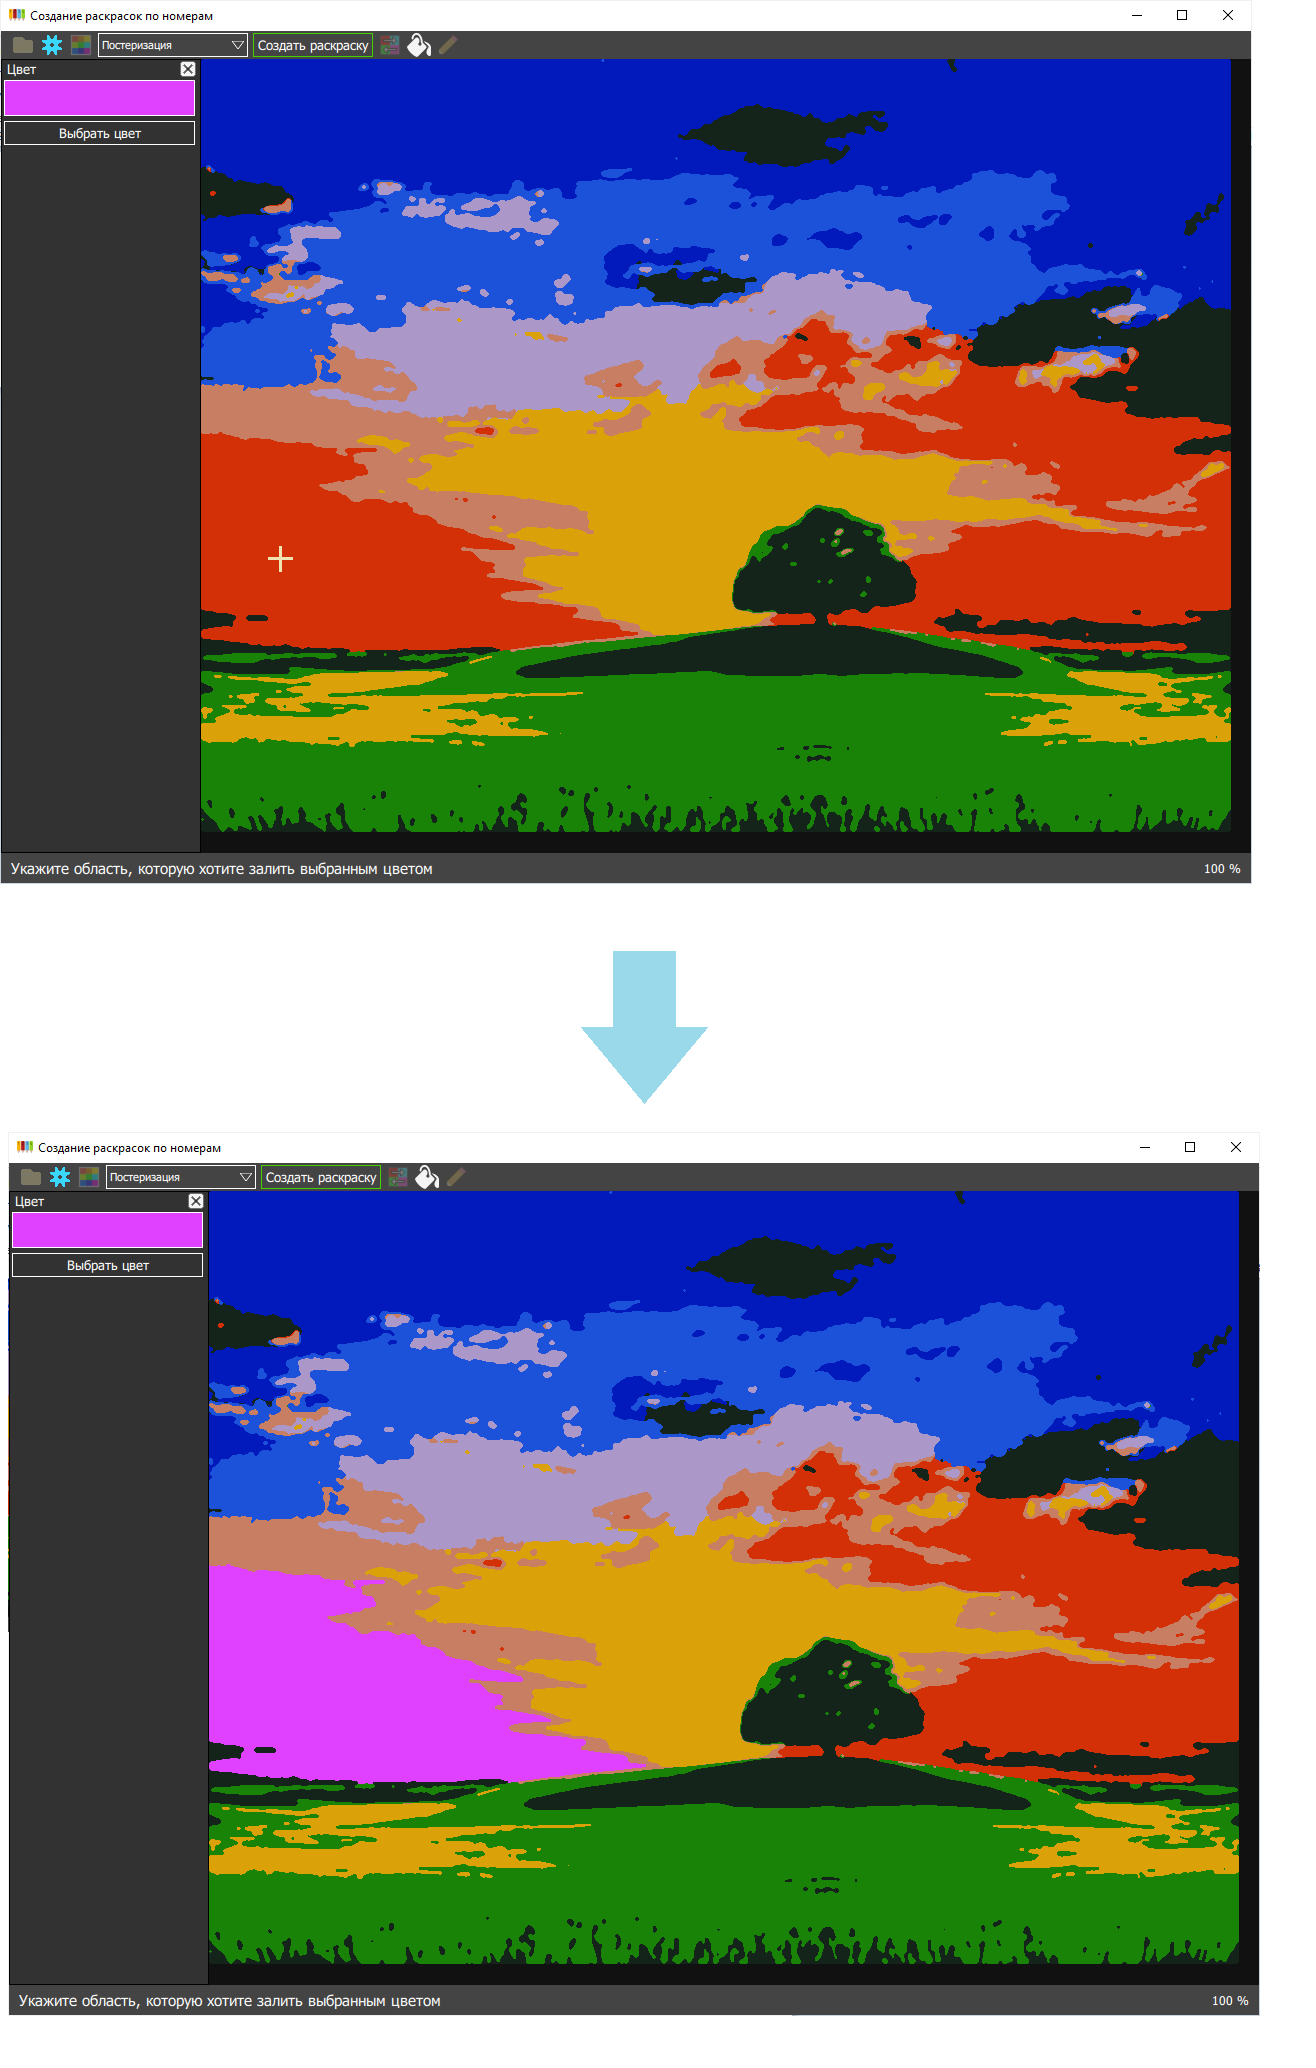 Создание раскрасок по номерам
Постеризация
Создать раскраску
Цвет
Выбрать цвет
Укажите область, которую хотите залить выбранным цветом
100 %
Создание раскрасок по номерам
Постеризация
Создать раскраску
Цвет
Выбрать цвет
Укажите область, которую хотите залить выбранным цветом
100 %